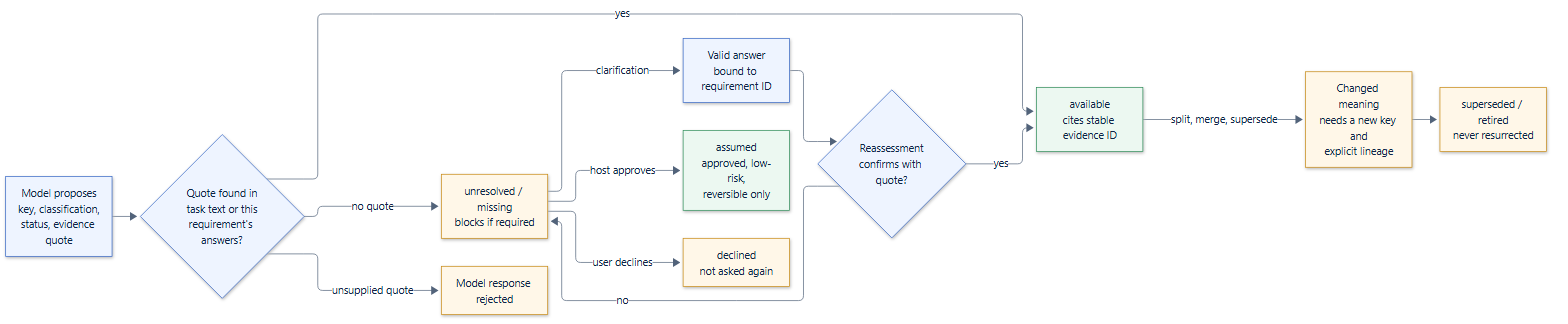 yes
Model proposes
key, classification,
status, evidence
quote
Quote found in
task text or this
requirement's
answers?
no quote
unsupplied quote
unresolved /
missing
blocks if required
Model response
rejected
clarification
host approves
user declines
no
Valid answer
bound to
requirement ID
assumed
approved, low-
risk,
reversible only
declined
not asked again
Reassessment
confirms with
quote?
yes
available
cites stable
evidence ID
split, merge, supersede
Changed
meaning
needs a new key
and
explicit lineage
superseded /
retired
never resurrected